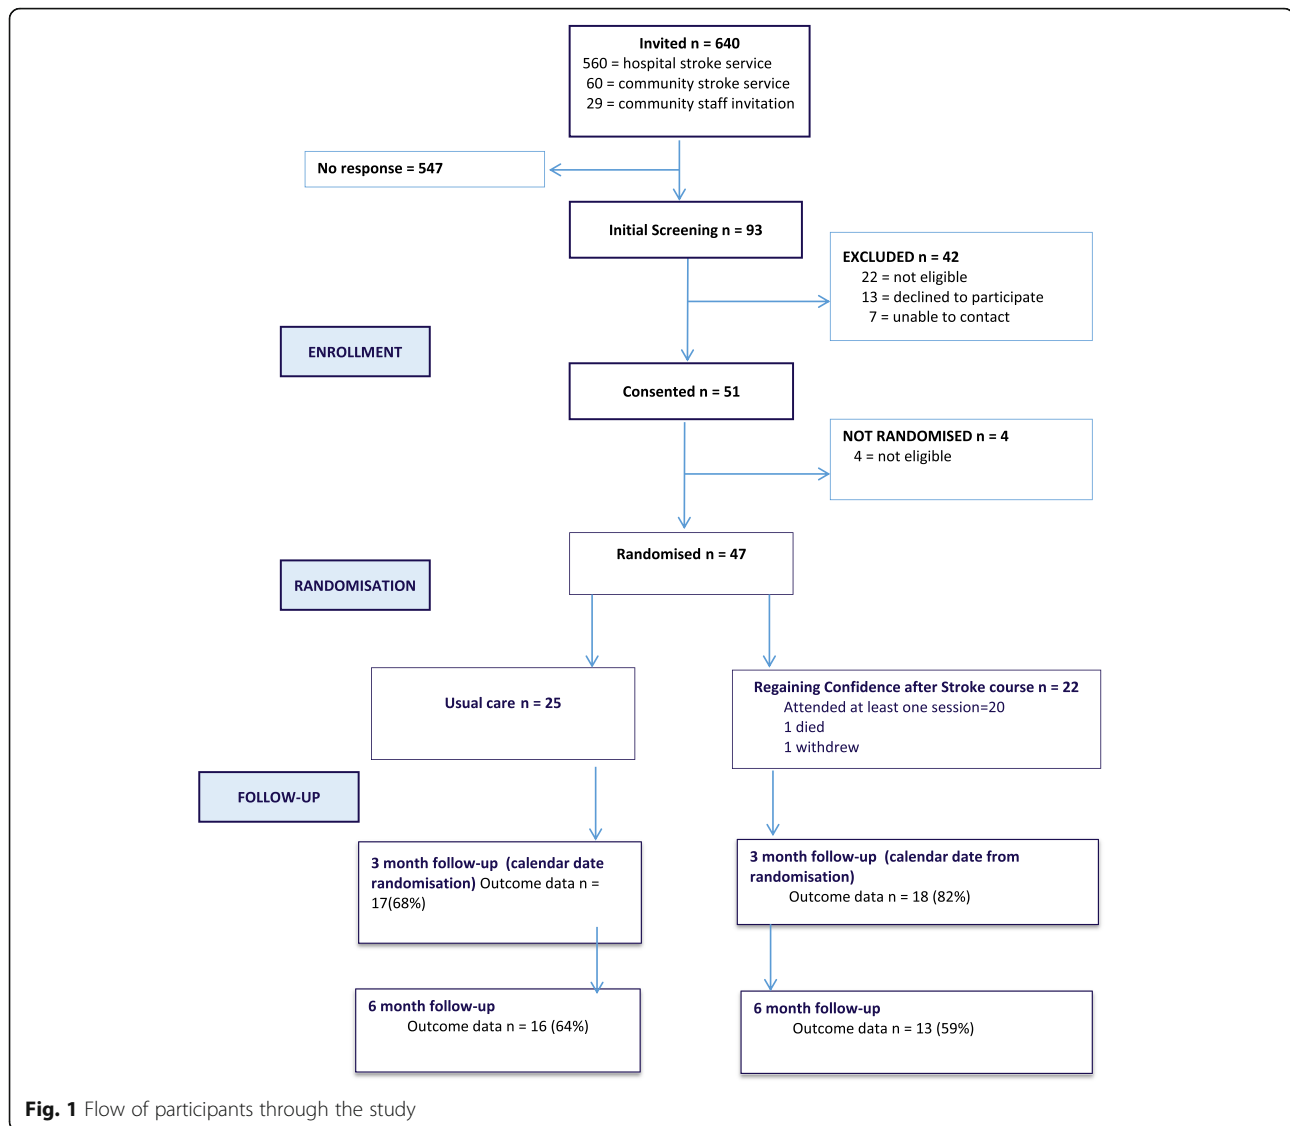 Invited n = 640
560 = hospital stroke service
60 = community stroke service
29 = community staff invitation
No response = 547
Initial Screening n = 93
EXCLUDED n = 42
22 = not eligible
13 = declined to participate
7 = unable to contact
ENROLLMENT
Consented n = 51
NOT RANDOMISED n = 4
4 = not eligible
Randomised n = 47
RANDOMISATION
Usual care n = 25
Regaining Confidence after Stroke course n = 22
Attended at least one session=20
1 died
1 withdrew
FOLLOW-UP
3 month follow-up (calendar date
randomisation) Outcome data n =
17(68%)
3 month follow-up (calendar date from
randomisation)
Outcome data n = 18 (82%)
6 month follow-up
Outcome data n = 16 (64%)
6 month follow-up
Outcome data n = 13 (59%)
Fig. 1 Flow of participants through the study